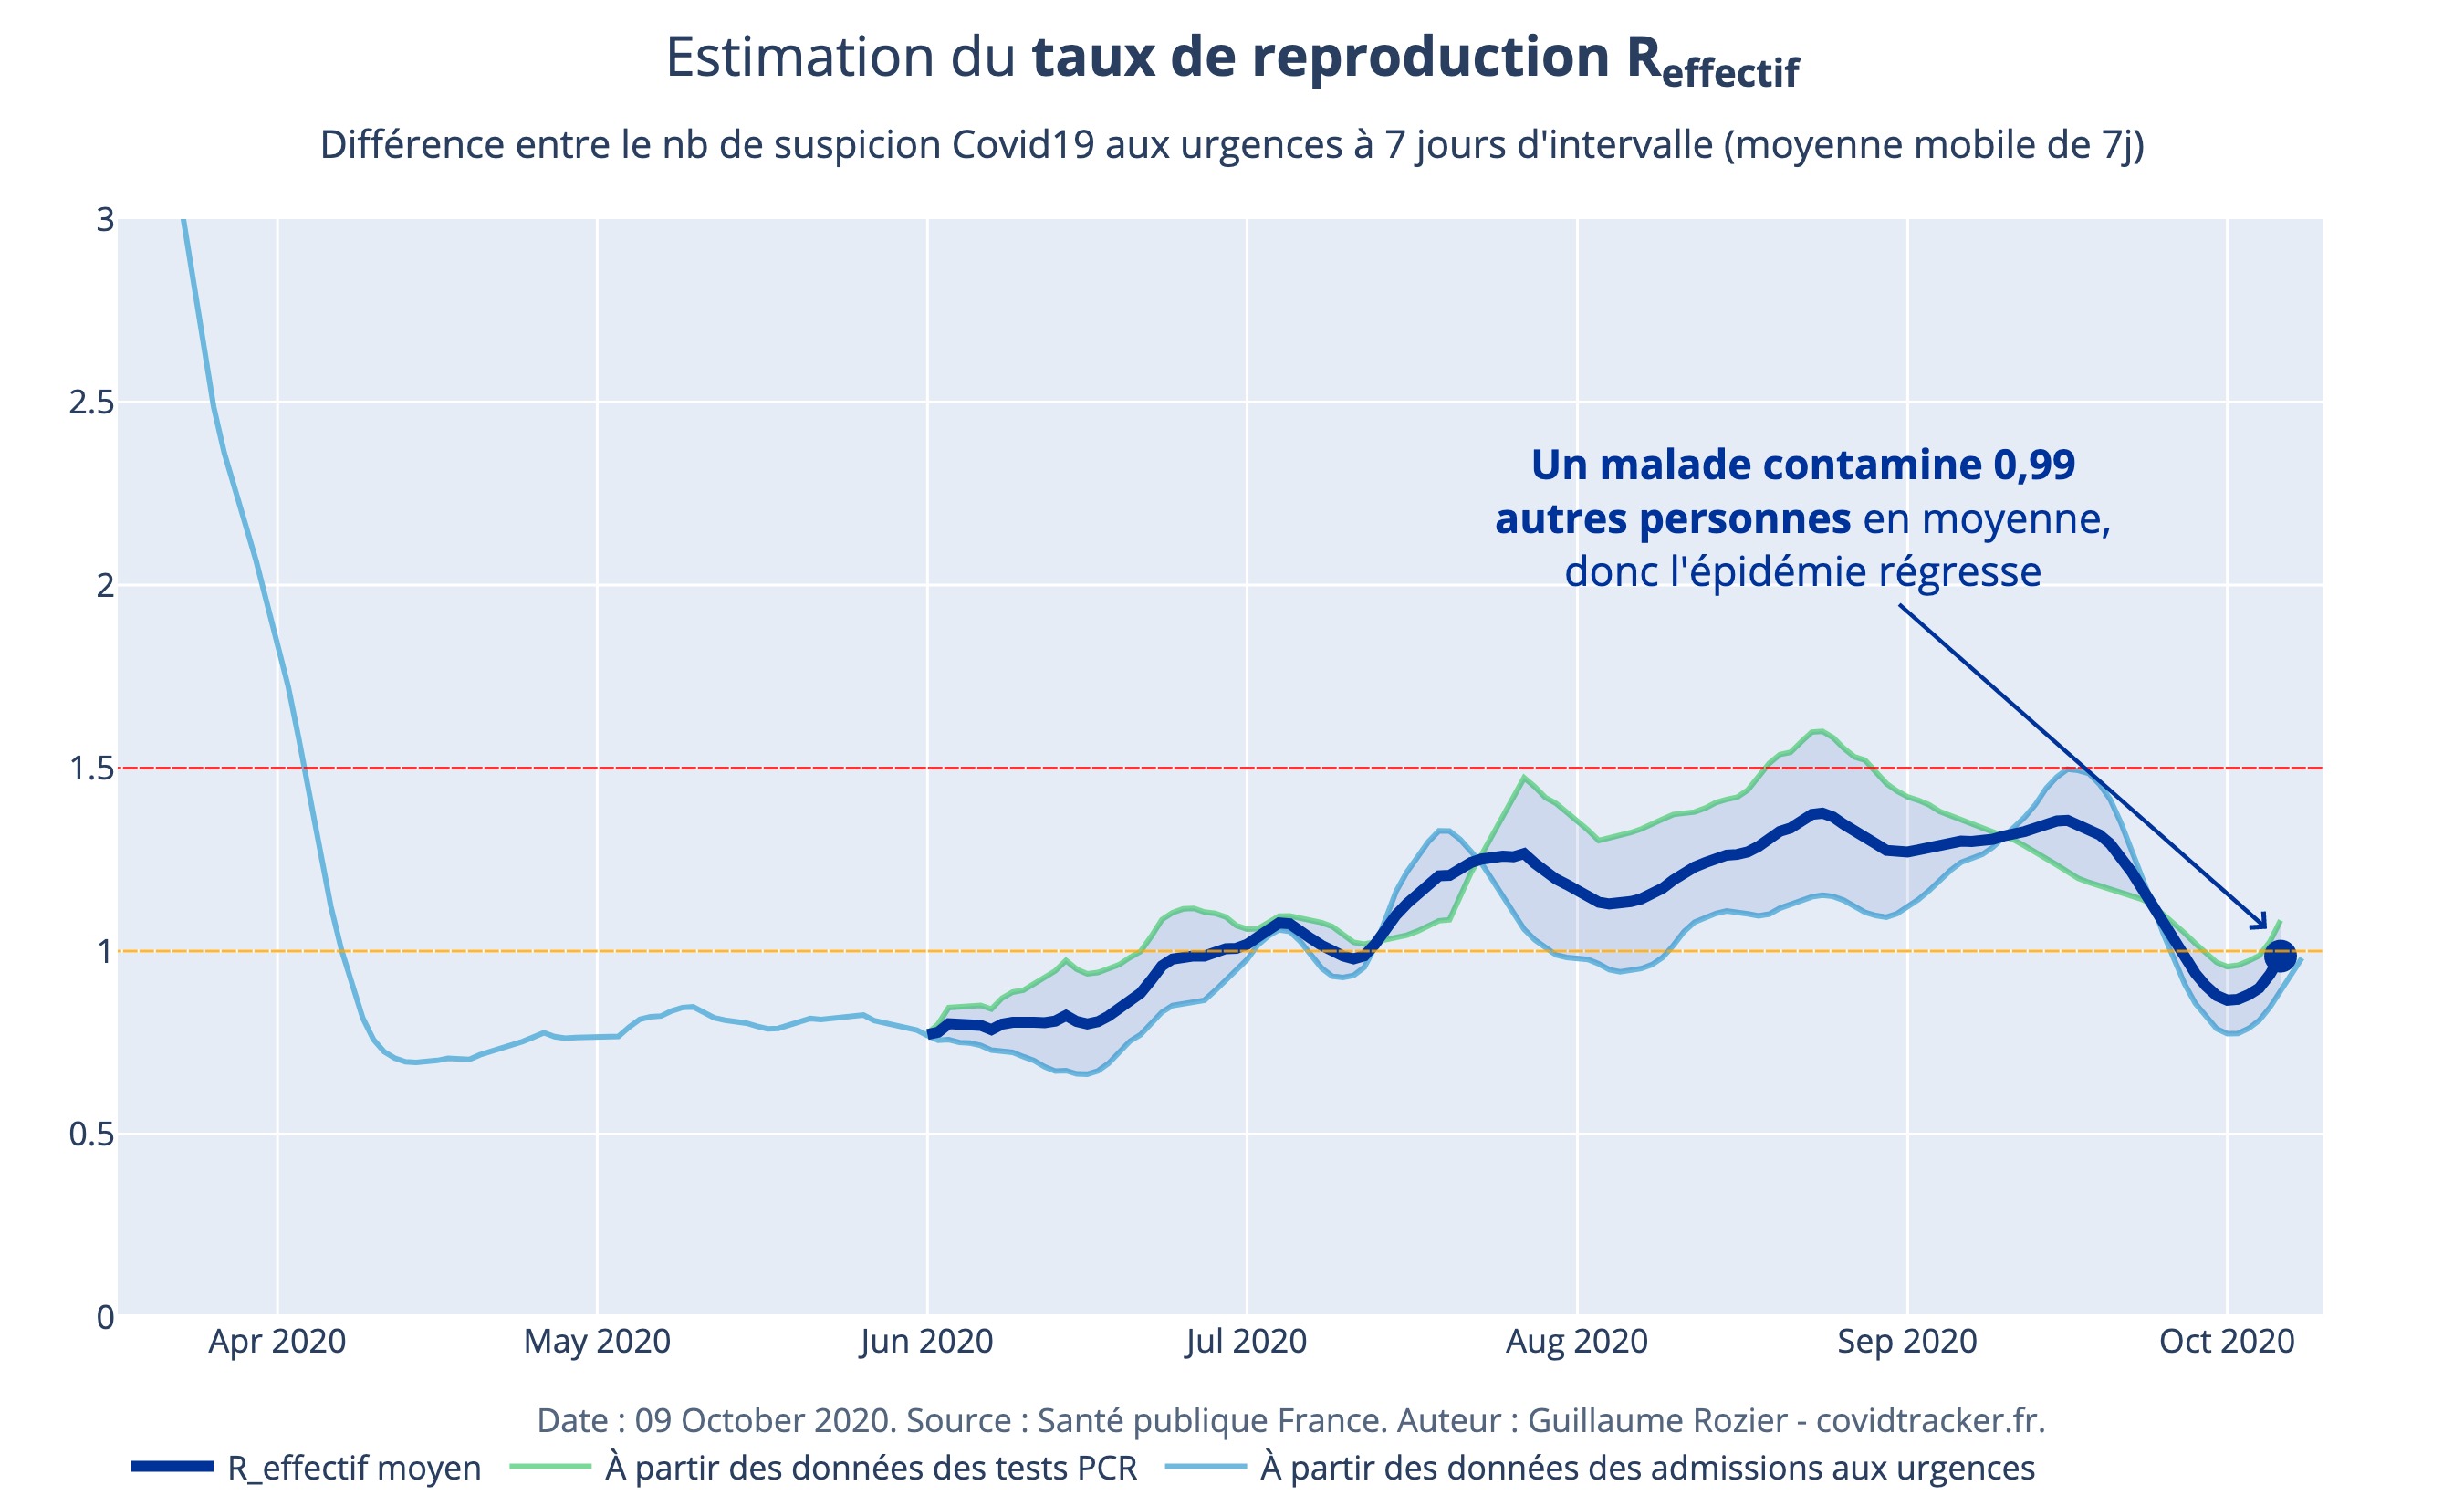 Estimation du taux de reproduction Reffectif
Différence entre le nb de suspicion Covid19 aux urgences à 7 jours d'intervalle (moyenne mobile de 7j)
3
2.5
Un malade contamine 0,99
autres personnes en moyenne,
donc l'épidémie régresse
2
1.5
1
0.5
0
Apr 2020 May 2020 Jun 2020 Jul 2020 Aug 2020 Sep 2020 Oct 2020
Date : 09 October 2020. Source : Santé publique France. Auteur : Guillaume Rozier - covidtracker.fr.
R_effectif moyen À partir des données des tests PCR À partir des données des admissions aux urgences